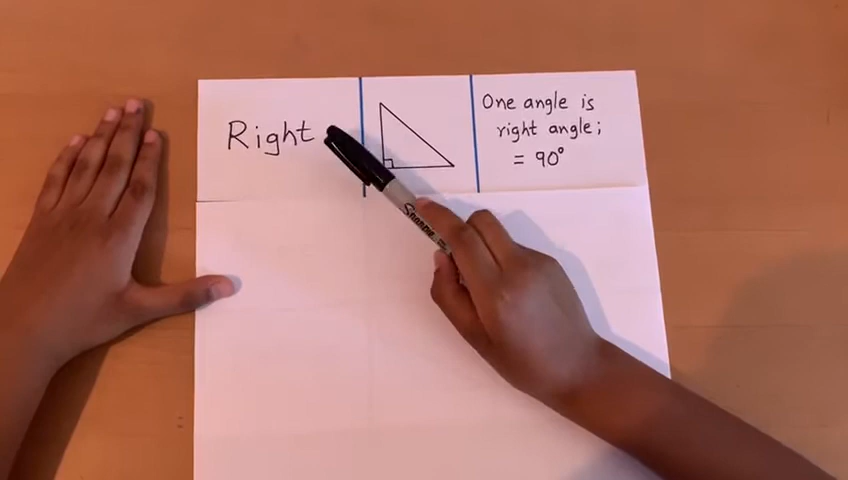 Right
One angle is
right angle;
= 90°
Sharpie